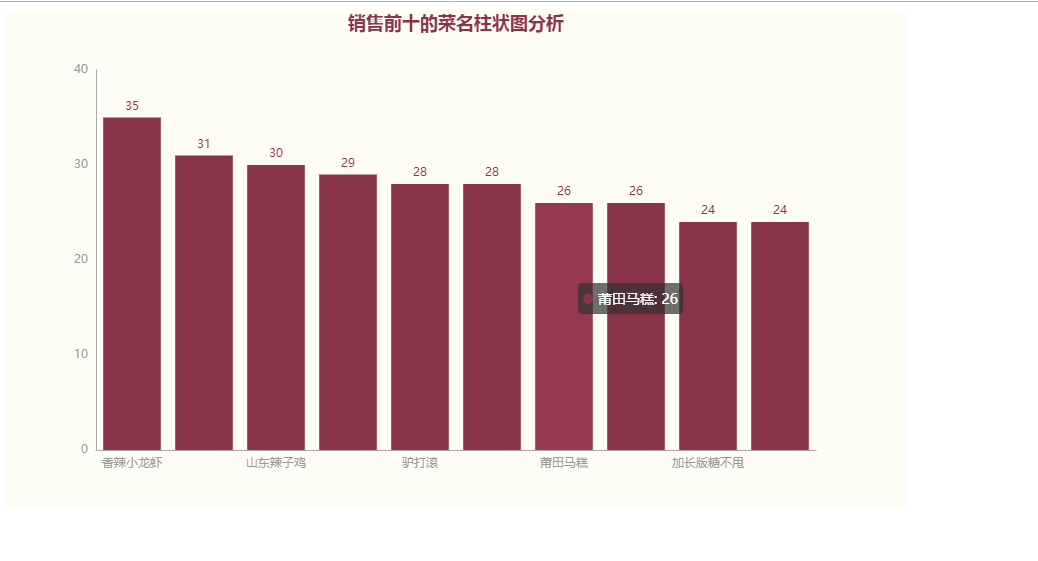 销售前十的菜名柱状图分析
40
30
20
10
0
35
31
30
29
28
28
26
26
24
24
莆田马糕: 26
香辣小龙虾
山东辣子鸡
驴打滚
莆田马糕
加长版糖不甩